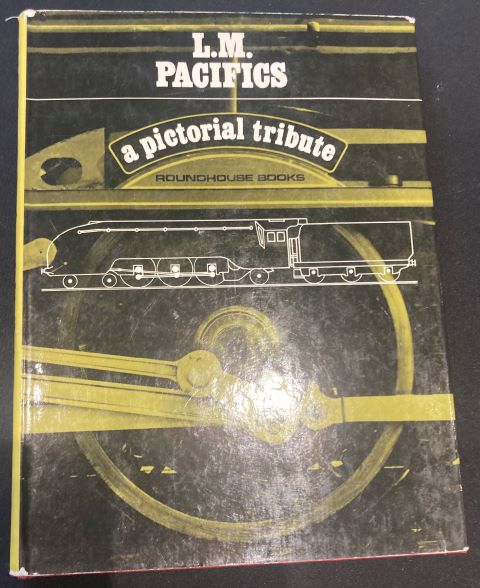 L.M.
PACIFICS
a pictorial tribute
ROUNDHOUSE BOOKS